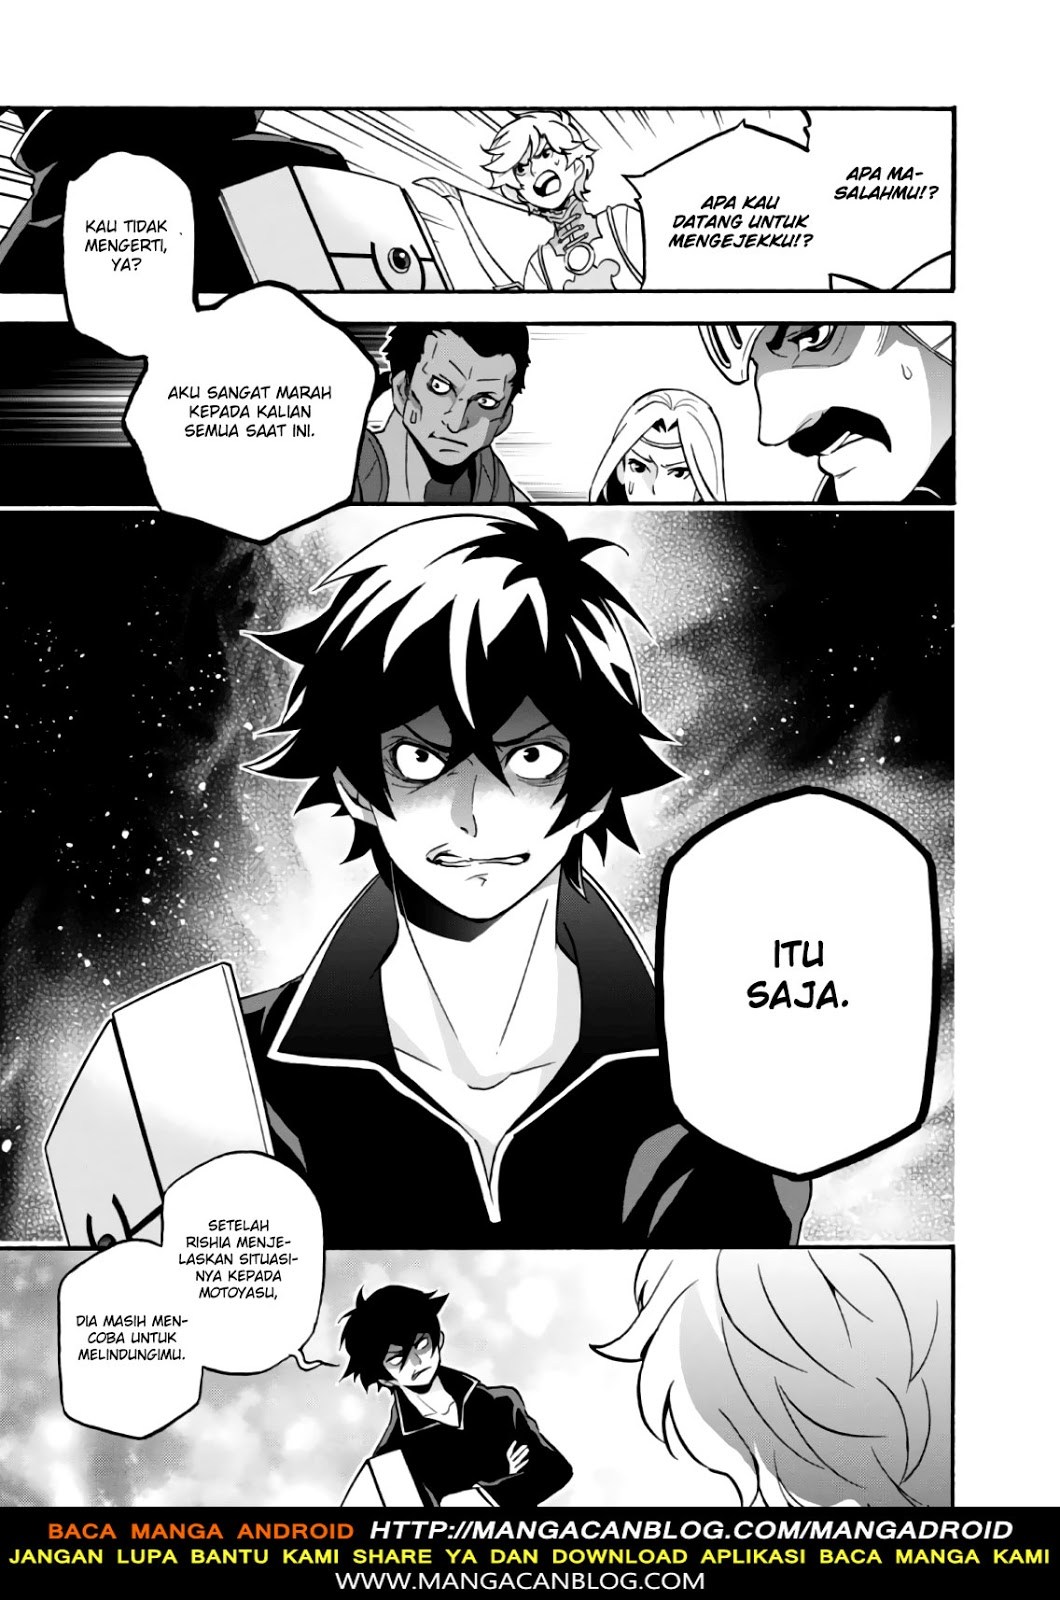 APA MA-
SALAHMU!?
APA KAU
DATANG UNTUK
MENGEJEKKU!?
KAU TIDAK
MENGERTI,
YA?
AKU SANGAT MARAH
KEPADA KALIAN
SEMUA SAAT INI.
ITU
SAJA.
SETELAH
RISHIA MENJE-
LASKAN SITUASI-
NYA KEPADA
MOTOYASU,
DIA MASIH MEN-
COBA UNTUK
MELINDUNGIMU.
BACA MANGA ANDROID HTTP://MANGACANBLOG.COM/MANGADROID
JANGAN LUPA BANTU KAMI SHARE YA DAN DOWNLOAD APLIKASI BACA MANGA KAMI
WWW.MANGACANBLOG.COM